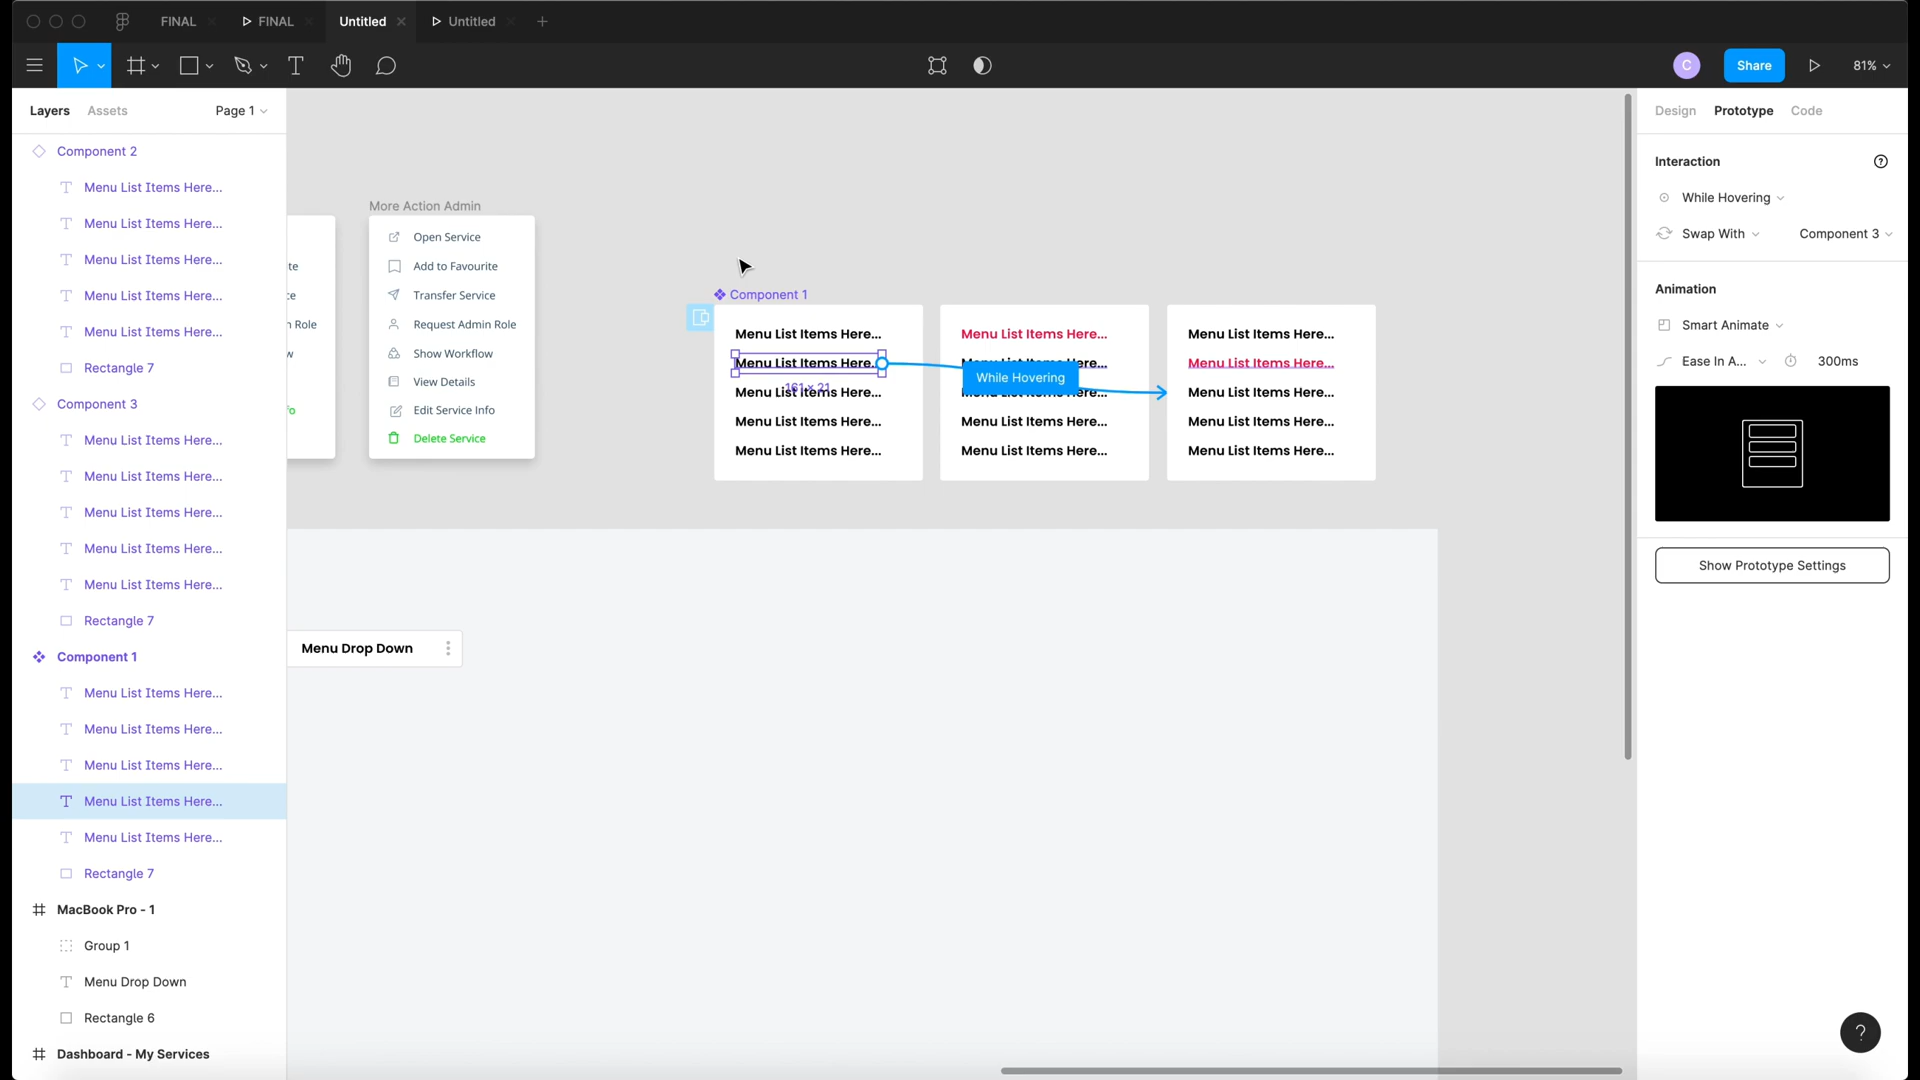 FINAL
FINAL
Untitled
Untitled
C
Share
81%
Layers
Assets
Page 1
Component 2
Menu List Items Here...
Menu List Items Here...
Menu List Items Here...
Menu List Items Here...
Menu List Items Here...
Rectangle 7
Component 3
Menu List Items Here...
Menu List Items Here...
Menu List Items Here...
Menu List Items Here...
Menu List Items Here...
Rectangle 7
Component 1
Menu List Items Here...
Menu List Items Here...
Menu List Items Here...
Menu List Items Here...
Menu List Items Here...
Rectangle 7
MacBook Pro - 1
Group 1
Menu Drop Down
Rectangle 6
Dashboard - My Services
te
ce
n Role
w
fo
More Action Admin
Open Service
Add to Favourite
Transfer Service
Request Admin Role
Show Workflow
View Details
Edit Service Info
Delete Service
Component 1
Menu List Items Here...
Menu List Items Here...
161 × 21
Menu List Items Here...
Menu List Items Here...
Menu List Items Here...
Menu List Items Here...
While Hovering
Menu List Items Here...
Menu List Items Here...
Menu List Items Here...
Menu List Items Here...
Menu List Items Here...
Menu List Items Here...
Menu List Items Here...
Menu Drop Down
Design
Prototype
Code
Interaction
?
While Hovering
Swap With
Component 3
Animation
Smart Animate
Ease In A...
300ms
Show Prototype Settings
?